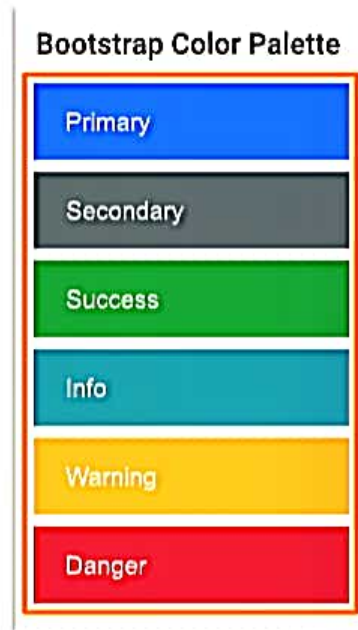 Bootstrap Color Palette
Primary
Secondary
Success
Info
Warning
Danger